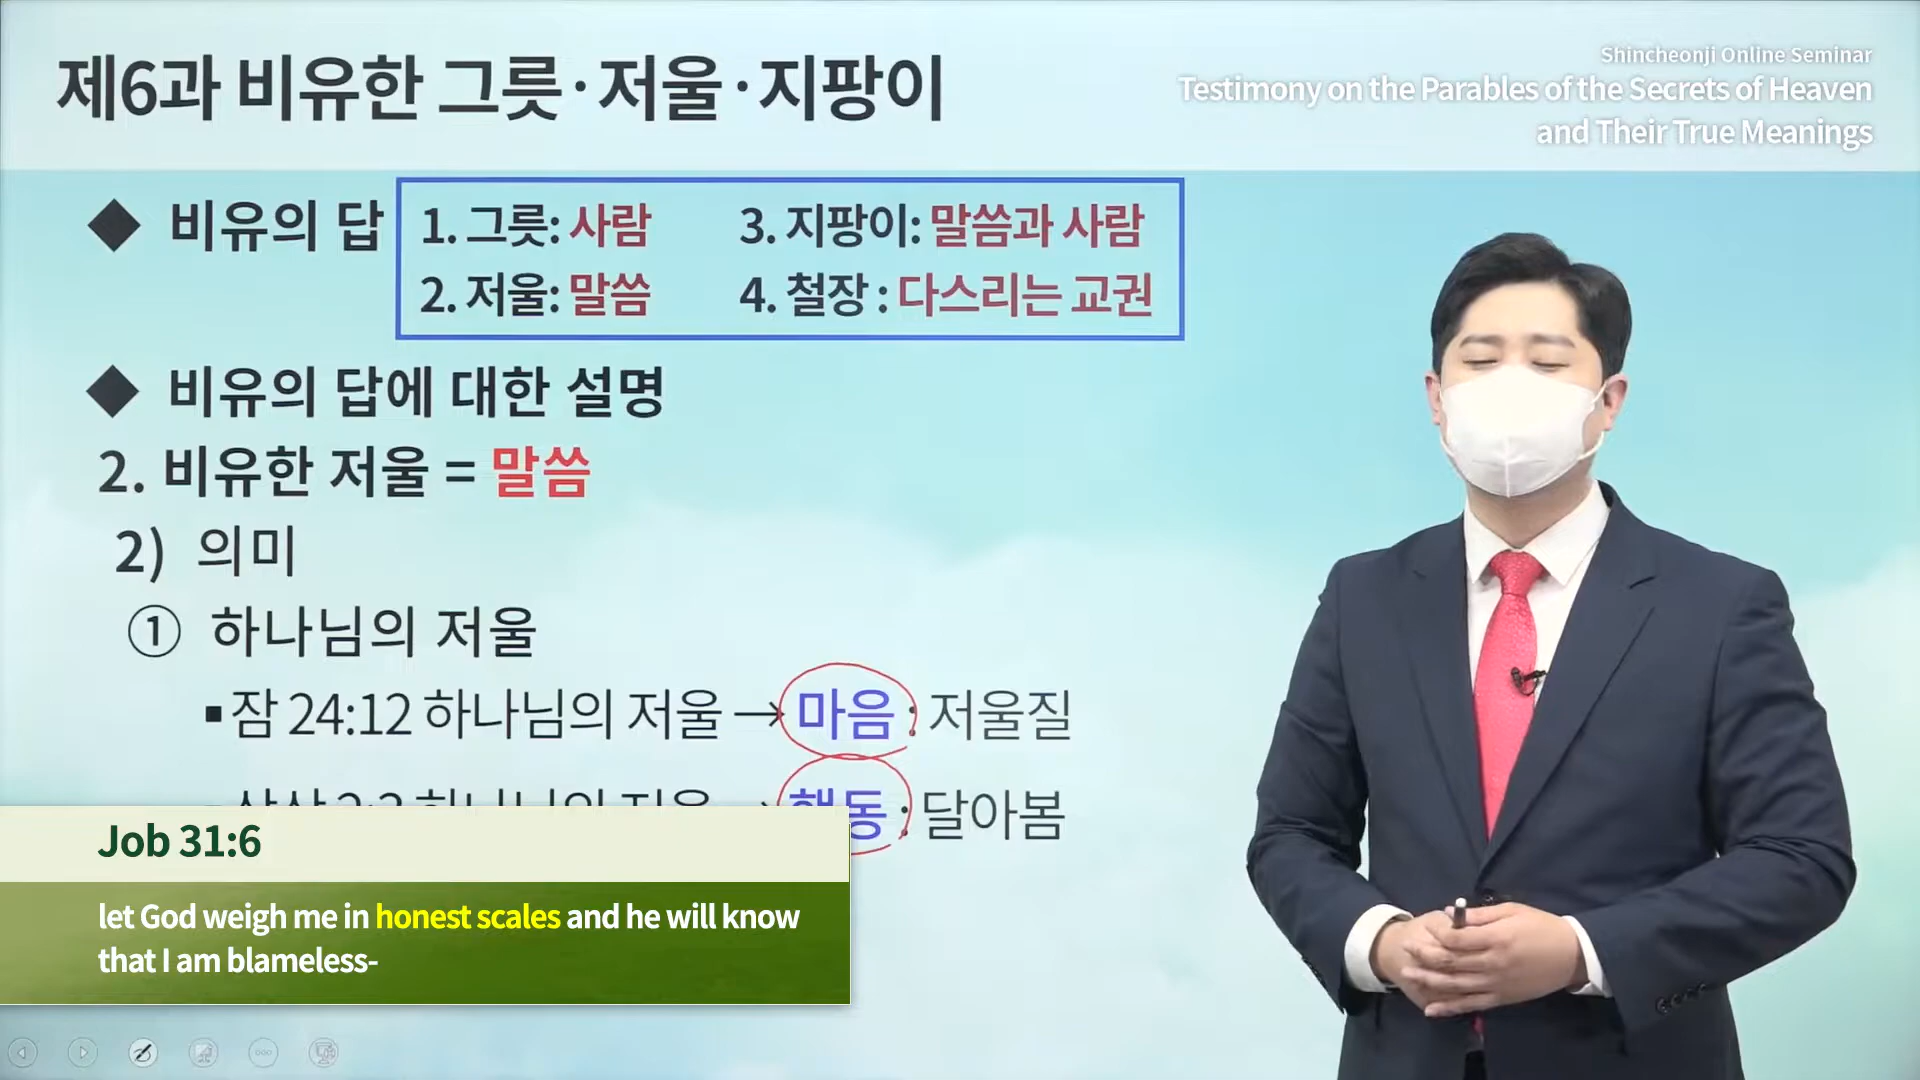 제6과 비유한 그릇·저울·지팡이
Shincheonji Online Seminar
Testimony on the Parables of the Secrets of Heaven
and Their True Meanings
◆ 비유의 답
1. 그릇: 사람
3. 지팡이: 말씀과 사람
2. 저울: 말씀
4. 철장 : 다스리는 교권
◆ 비유의 답에 대한 설명
2. 비유한 저울 = 말씀
2) 의미
① 하나님의 저울
▪잠 24:12 하나님의 저울 → 마음 : 저울질
행동 : 달아봄
Job 31:6
let God weigh me in honest scales and he will know
that I am blameless-